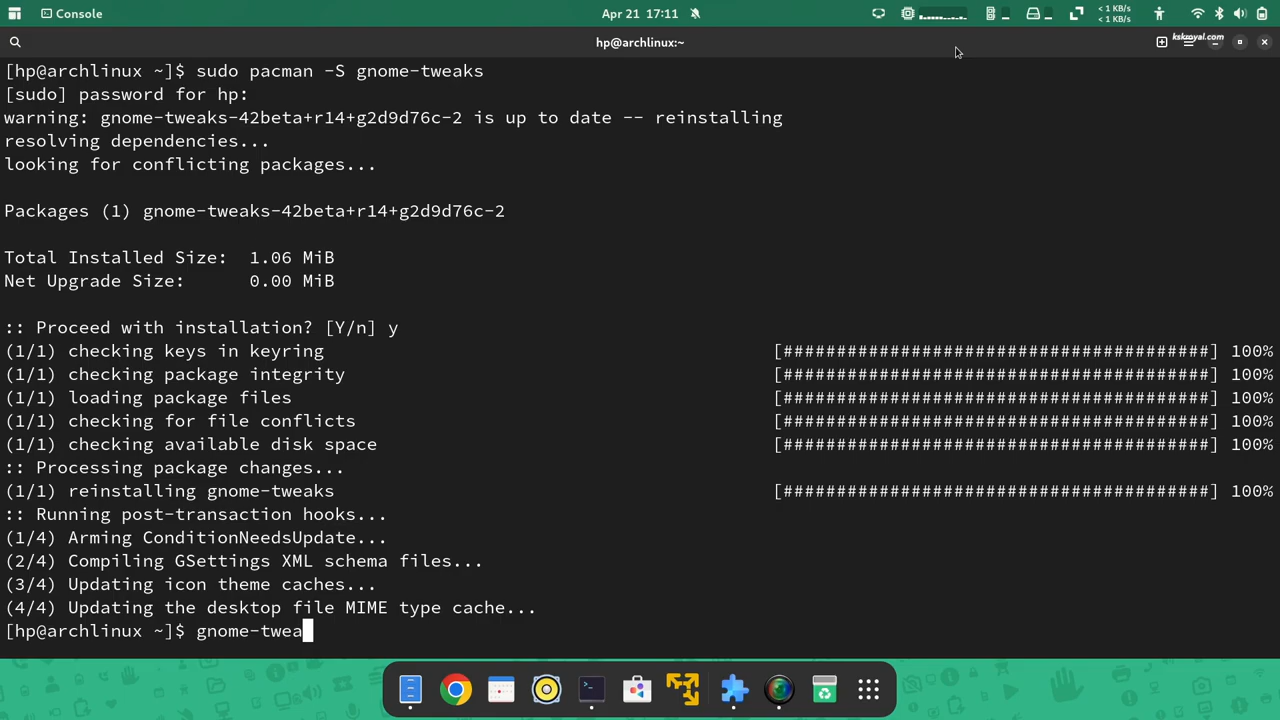 Console
Apr 21 17:11
< 1 KB/s
< 1 KB/s
hp@archlinux:~
kskroyal.com
[hp@archlinux ~]$ sudo pacman -S gnome-tweaks
[sudo] password for hp:
warning: gnome-tweaks-42beta+r14+g2d9d76c-2 is up to date -- reinstalling
resolving dependencies...
looking for conflicting packages...
Packages (1) gnome-tweaks-42beta+r14+g2d9d76c-2
Total Installed Size:  1.06 MiB
Net Upgrade Size:      0.00 MiB
:: Proceed with installation? [Y/n] y
(1/1) checking keys in keyring [########################################] 100%
(1/1) checking package integrity [########################################] 100%
(1/1) loading package files [########################################] 100%
(1/1) checking for file conflicts [########################################] 100%
(1/1) checking available disk space [########################################] 100%
:: Processing package changes...
(1/1) reinstalling gnome-tweaks [########################################] 100%
:: Running post-transaction hooks...
(1/4) Arming ConditionNeedsUpdate...
(2/4) Compiling GSettings XML schema files...
(3/4) Updating icon theme caches...
(4/4) Updating the desktop file MIME type cache...
[hp@archlinux ~]$ gnome-twea